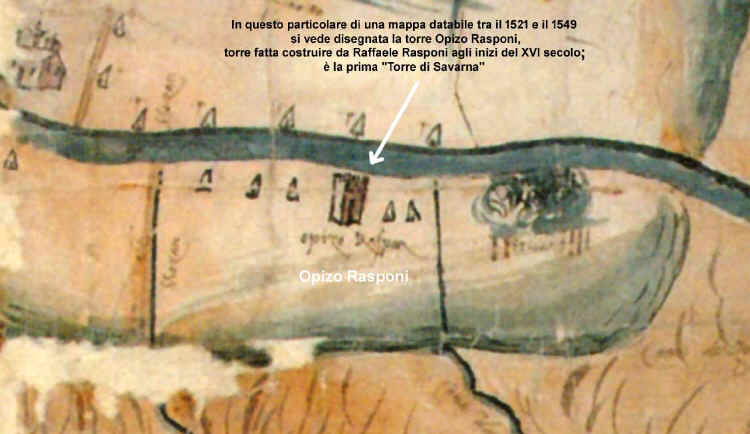 In questo particolare di una mappa databile tra il 1521 e il 1549
si vede disegnata la torre Opizo Rasponi,
torre fatta costruire da Raffaele Rasponi agli inizi del XVI secolo;
è la prima "Torre di Savarna"
opizo Raspon
Opizo Rasponi